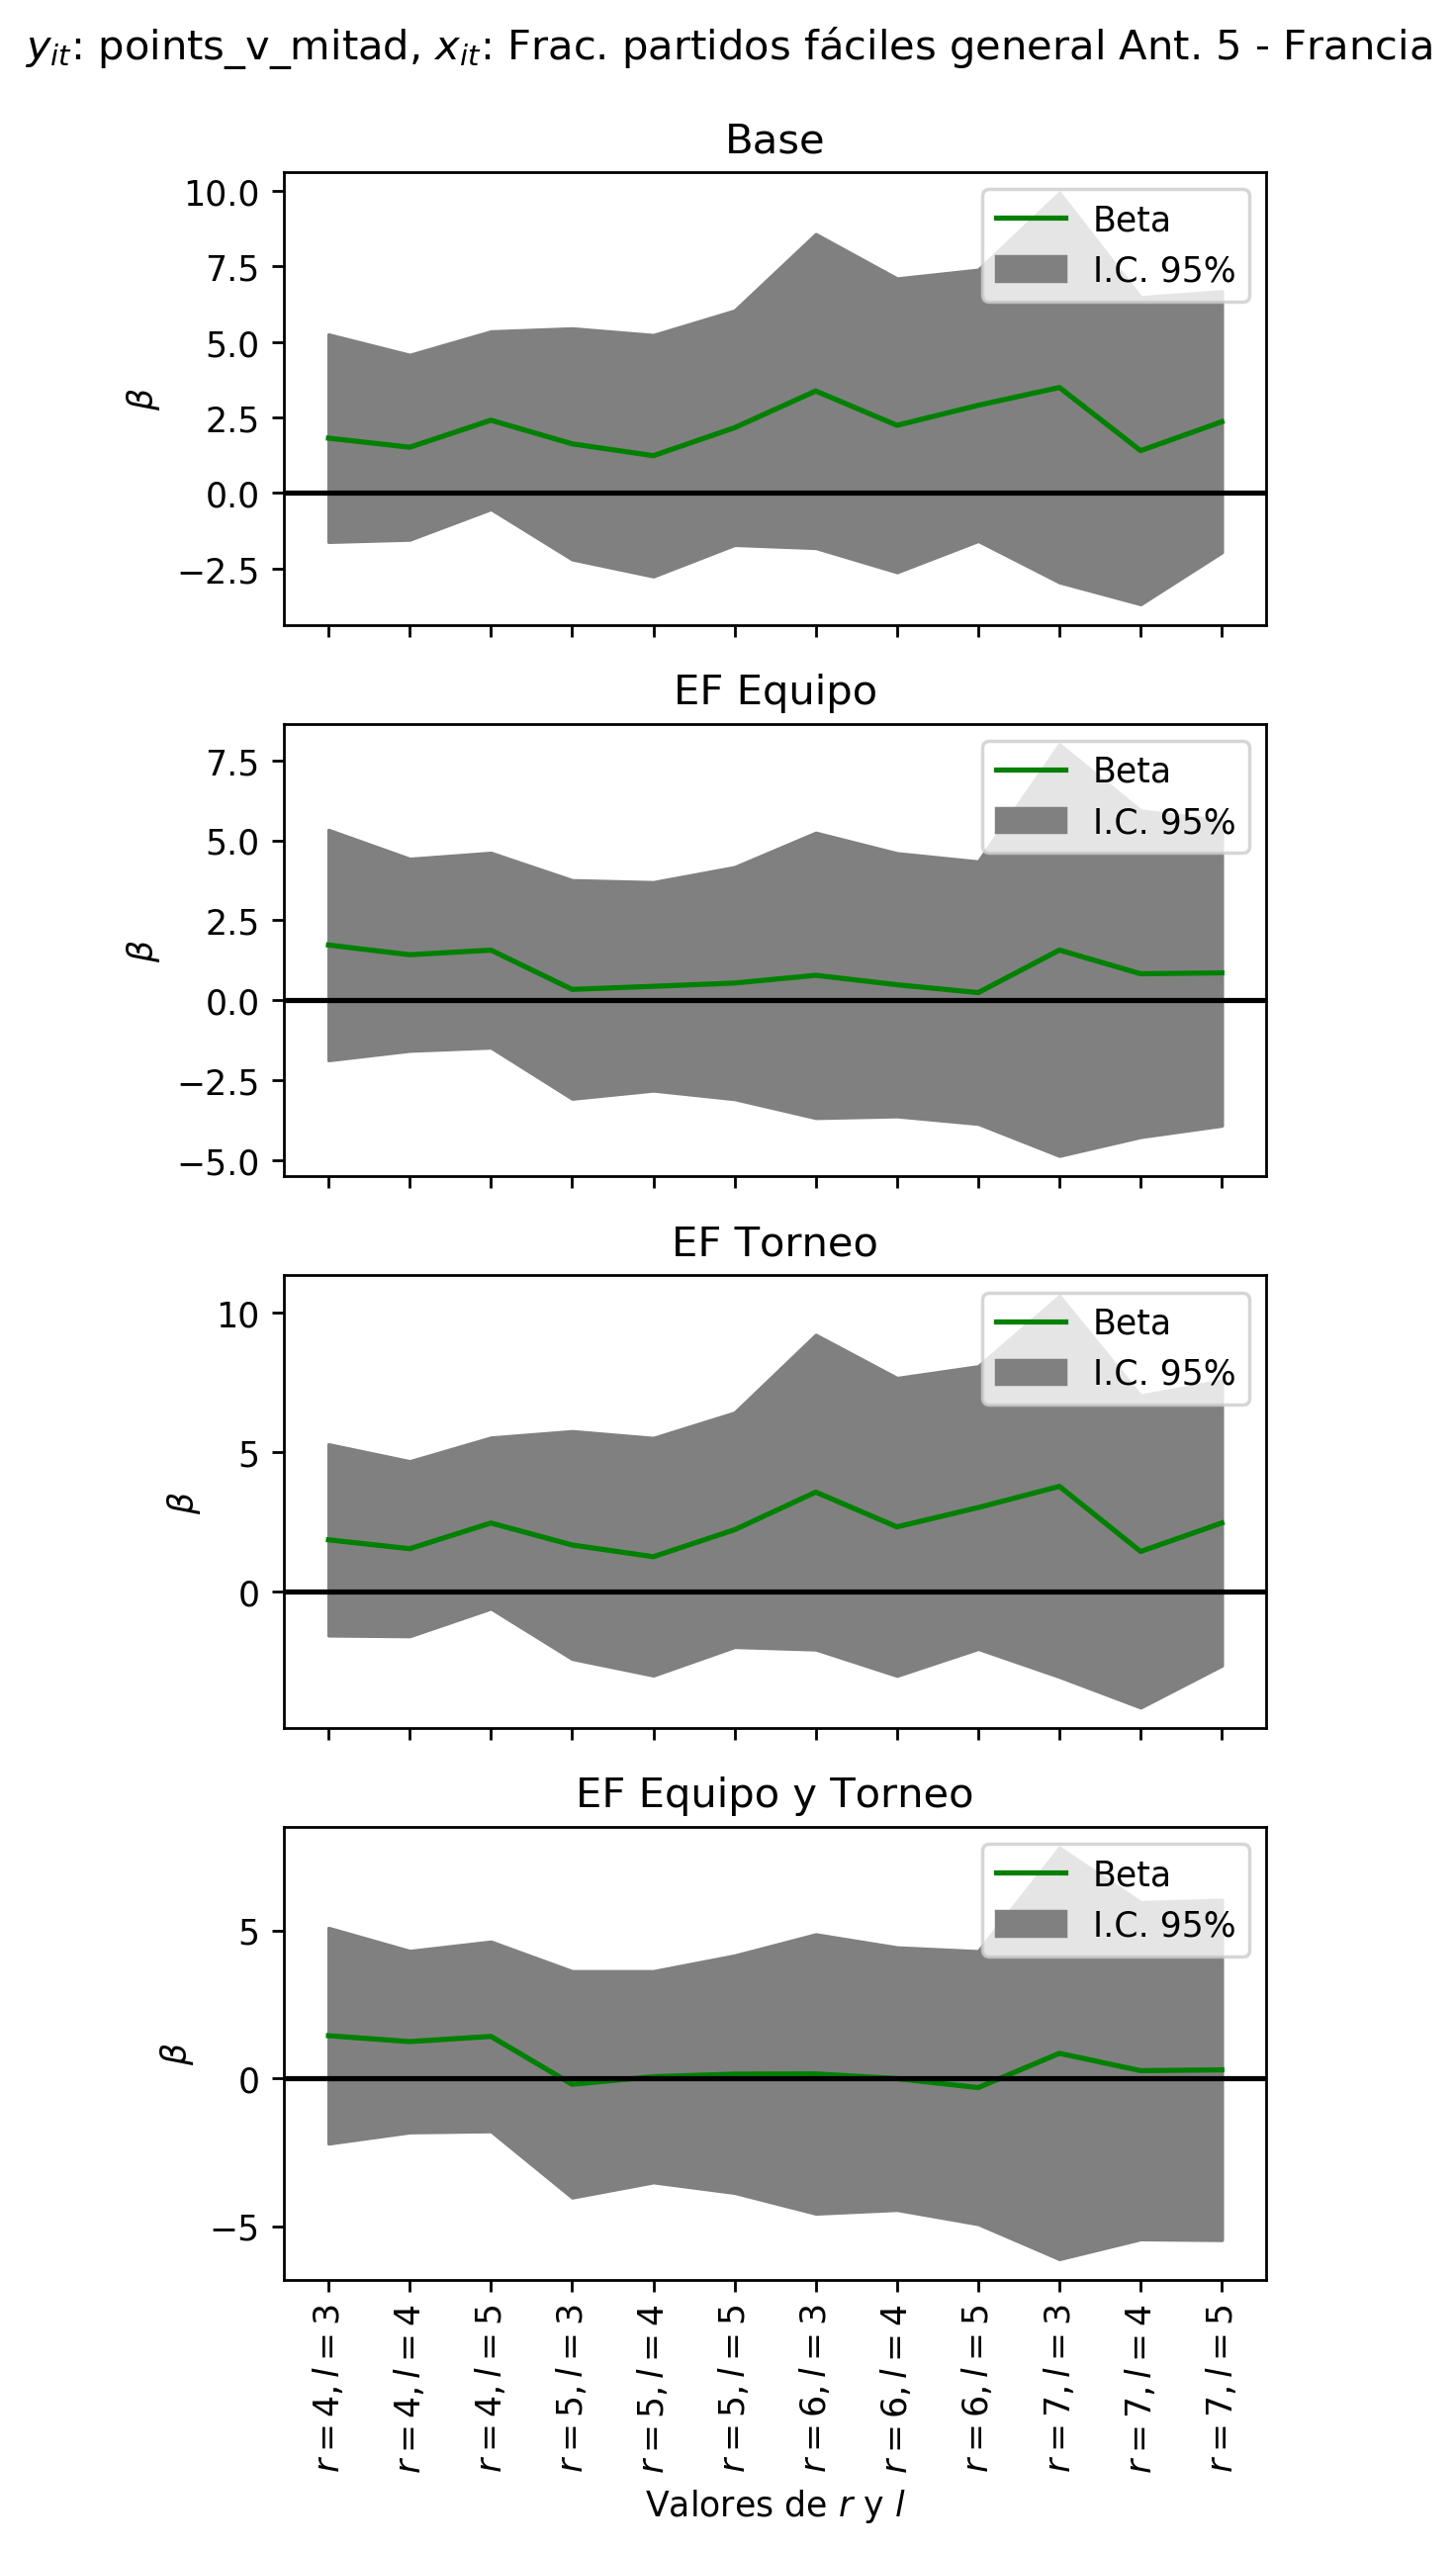 y_it: points_v_mitad, x_it: Frac. partidos fáciles general Ant. 5 - Francia
Base
10.0
7.5
5.0
2.5
0.0
−2.5
β
Beta
I.C. 95%
EF Equipo
7.5
5.0
2.5
0.0
−2.5
−5.0
β
Beta
I.C. 95%
EF Torneo
10
5
0
β
Beta
I.C. 95%
EF Equipo y Torneo
5
0
−5
β
Beta
I.C. 95%
r = 4, l = 3
r = 4, l = 4
r = 4, l = 5
r = 5, l = 3
r = 5, l = 4
r = 5, l = 5
r = 6, l = 3
r = 6, l = 4
r = 6, l = 5
r = 7, l = 3
r = 7, l = 4
r = 7, l = 5
Valores de r y l